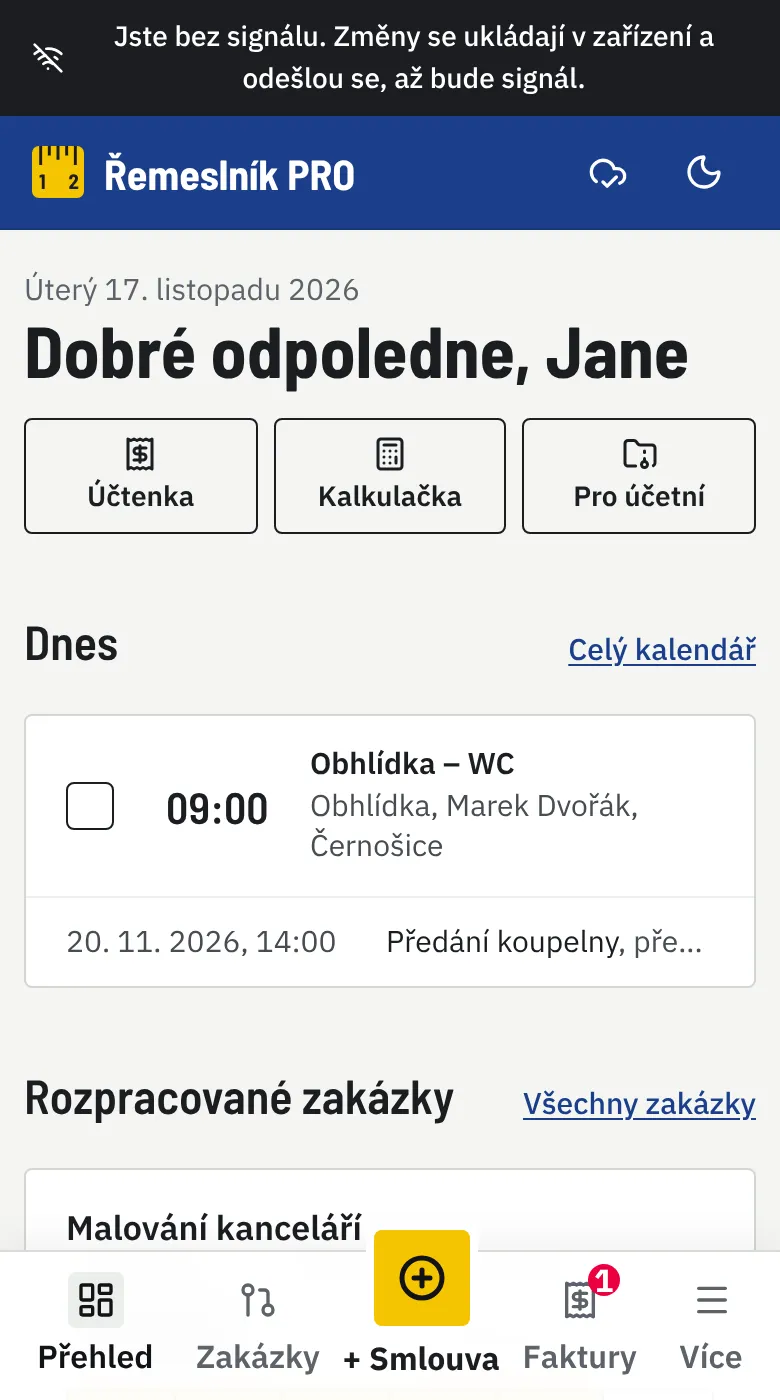 Jste bez signálu. Změny se ukládají v zařízení a
odešlou se, až bude signál.
1 2
Řemeslník PRO
Úterý 17. listopadu 2026
Dobré odpoledne, Jane
Účtenka
Kalkulačka
Pro účetní
Dnes
Celý kalendář
09:00
Obhlídka – WC
Obhlídka, Marek Dvořák,
Černošice
20. 11. 2026, 14:00
Předání koupelny, pře...
Rozpracované zakázky
Všechny zakázky
Malování kanceláří
1
Přehled
Zakázky
+ Smlouva
Faktury
Více